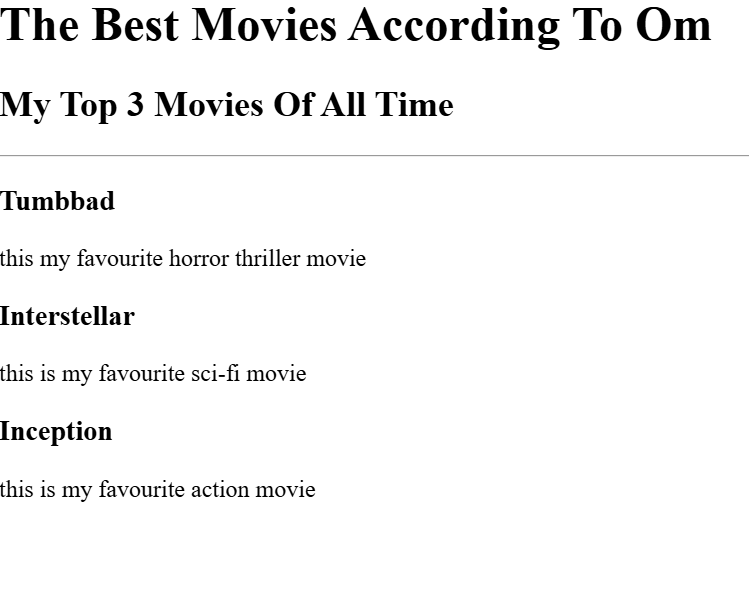 The Best Movies According To Om
My Top 3 Movies Of All Time
Tumbbad
this my favourite horror thriller movie
Interstellar
this is my favourite sci-fi movie
Inception
this is my favourite action movie